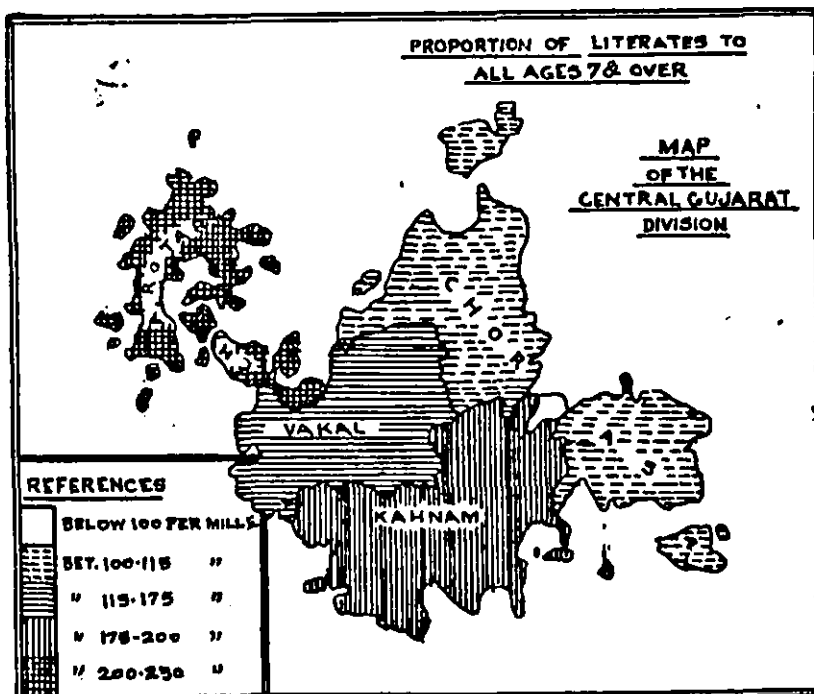 PROPORTION OF LITERATES TO
ALL AGES 7 & OVER
MAP
OF THE
CENTRAL GUJARAT
DIVISION
CHOR
VAKAL
KAHNAM
REFERENCES
BELOW 100 PER MILLE
BET. 100-115 "
" 115-175 "
" 175-200 "
" 200-250 "